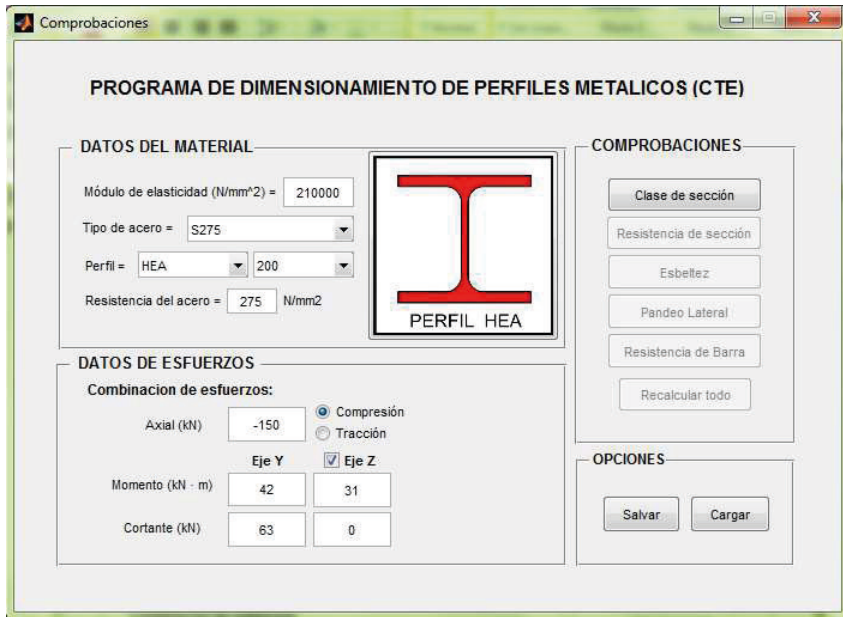 Comprobaciones
PROGRAMA DE DIMENSIONAMIENTO DE PERFILES METALICOS (CTE)
DATOS DEL MATERIAL
Módulo de elasticidad (N/mm^2) = 210000
Tipo de acero = S275
Perfil = HEA 200
Resistencia del acero = 275 N/mm2
PERFIL HEA
DATOS DE ESFUERZOS
Combinacion de esfuerzos:
Axial (kN) -150
Compresión
Tracción
Eje Y Eje Z
Momento (kN · m) 42 31
Cortante (kN) 63 0
COMPROBACIONES
Clase de sección
Resistencia de sección
Esbeltez
Pandeo Lateral
Resistencia de Barra
Recalcular todo
OPCIONES
Salvar Cargar